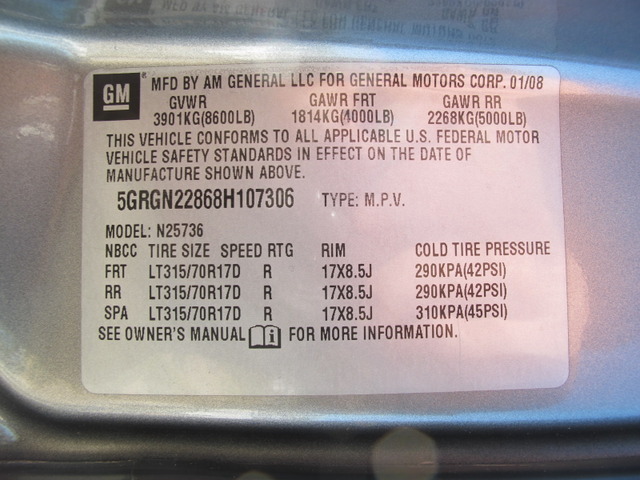 GM ® MFD BY AM GENERAL LLC FOR GENERAL MOTORS CORP. 01/08
GVWR GAWR FRT GAWR RR
3901KG(8600LB) 1814KG(4000LB) 2268KG(5000LB)
THIS VEHICLE CONFORMS TO ALL APPLICABLE U.S. FEDERAL MOTOR
VEHICLE SAFETY STANDARDS IN EFFECT ON THE DATE OF
MANUFACTURE SHOWN ABOVE.
5GRGN22868H107306 TYPE: M.P.V.
MODEL: N25736
NBCC TIRE SIZE SPEED RTG RIM COLD TIRE PRESSURE
FRT LT315/70R17D R 17X8.5J 290KPA(42PSI)
RR LT315/70R17D R 17X8.5J 290KPA(42PSI)
SPA LT315/70R17D R 17X8.5J 310KPA(45PSI)
SEE OWNER'S MANUAL FOR MORE INFORMATION.